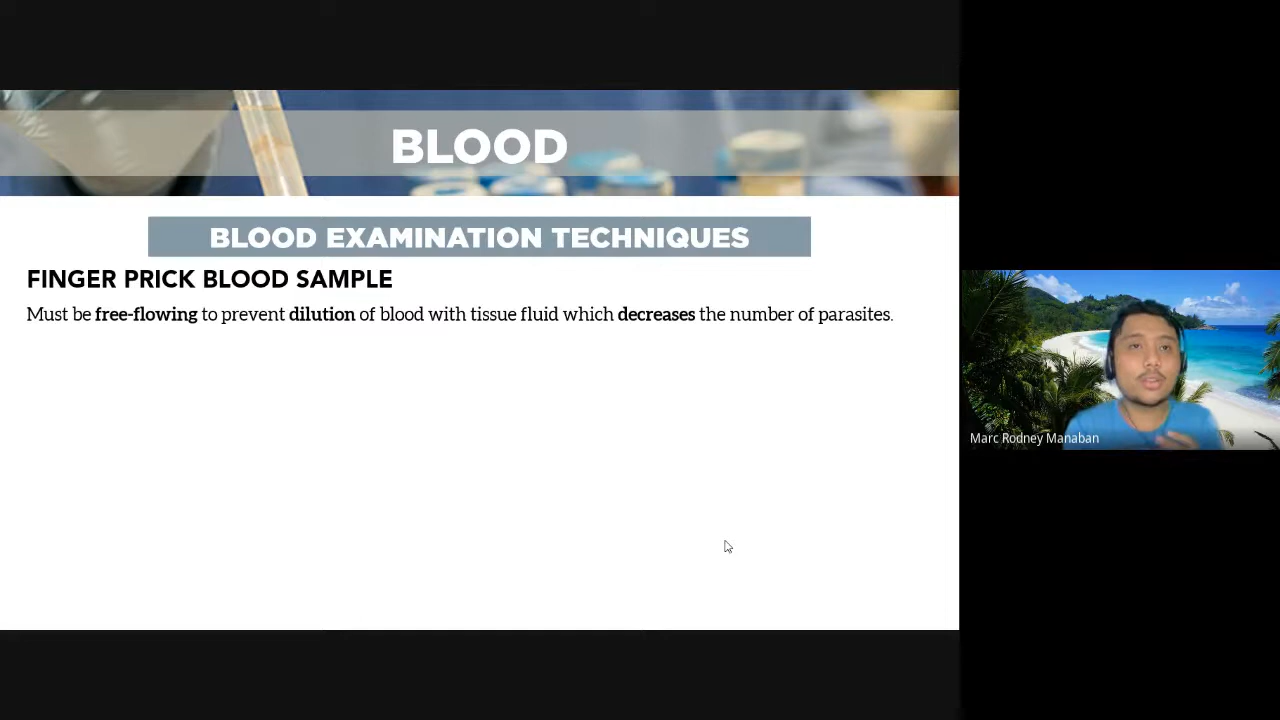 BLOOD
BLOOD EXAMINATION TECHNIQUES
FINGER PRICK BLOOD SAMPLE
Must be free-flowing to prevent dilution of blood with tissue fluid which decreases the number of parasites.
Marc Rodney Manaban